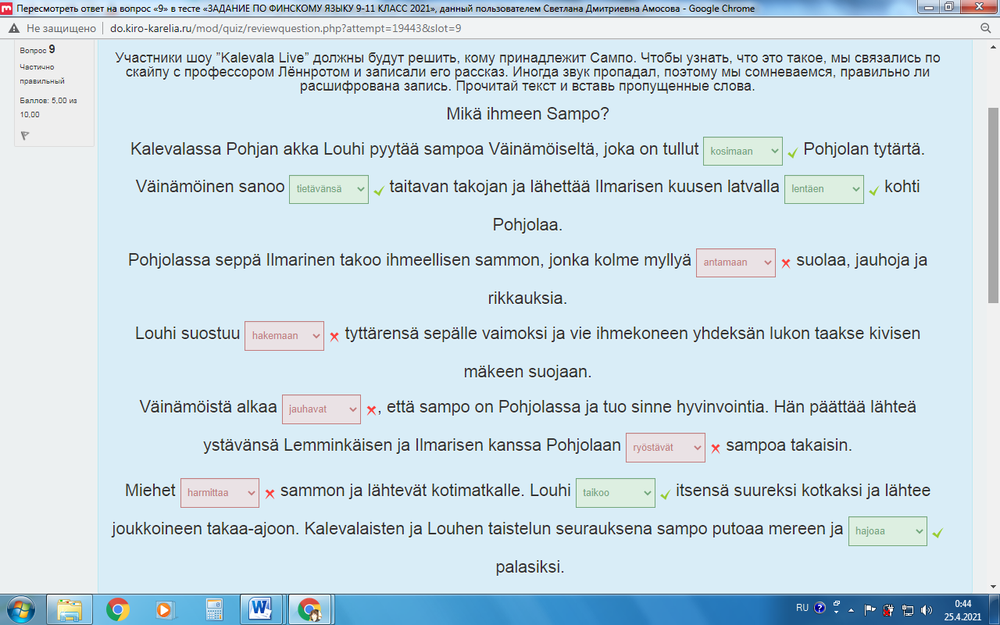 Пересмотреть ответ на вопрос «9» в тесте «ЗАДАНИЕ ПО ФИНСКОМУ ЯЗЫКУ 9-11 КЛАСС 2021», данный пользователем Светлана Дмитриевна Амосова - Google Chrome
Не защищено | do.kiro-karelia.ru/mod/quiz/reviewquestion.php?attempt=19443&slot=9
Вопрос 9
Частично
правильный
Баллов: 5,00 из
10,00
Участники шоу ”Kalevala Live” должны будут решить, кому принадлежит Сампо. Чтобы узнать, что это такое, мы связались по
скайпу с профессором Лённротом и записали его рассказ. Иногда звук пропадал, поэтому мы сомневаемся, правильно ли
расшифрована запись. Прочитай текст и вставь пропущенные слова.
Mikä ihmeen Sampo?
Kalevalassa Pohjan akka Louhi pyytää sampoa Väinämöiseltä, joka on tullut kosimaan Pohjolan tytärtä.
Väinämöinen sanoo tietävänsä taitavan takojan ja lähettää Ilmarisen kuusen latvalla lentäen kohti
Pohjolaa.
Pohjolassa seppä Ilmarinen takoo ihmeellisen sammon, jonka kolme myllyä antamaan suolaa, jauhoja ja
rikkauksia.
Louhi suostuu hakemaan tyttärensä sepälle vaimoksi ja vie ihmekoneen yhdeksän lukon taakse kivisen
mäkeen suojaan.
Väinämöistä alkaa jauhavat , että sampo on Pohjolassa ja tuo sinne hyvinvointia. Hän päättää lähteä
ystävänsä Lemminkäisen ja Ilmarisen kanssa Pohjolaan ryöstävät sampoa takaisin.
Miehet harmittaa sammon ja lähtevät kotimatkalle. Louhi taikoo itsensä suureksi kotkaksi ja lähtee
joukkoineen takaa-ajoon. Kalevalaisten ja Louhen taistelun seurauksena sampo putoaa mereen ja hajoaa
palasiksi.
RU
0:44
25.4.2021